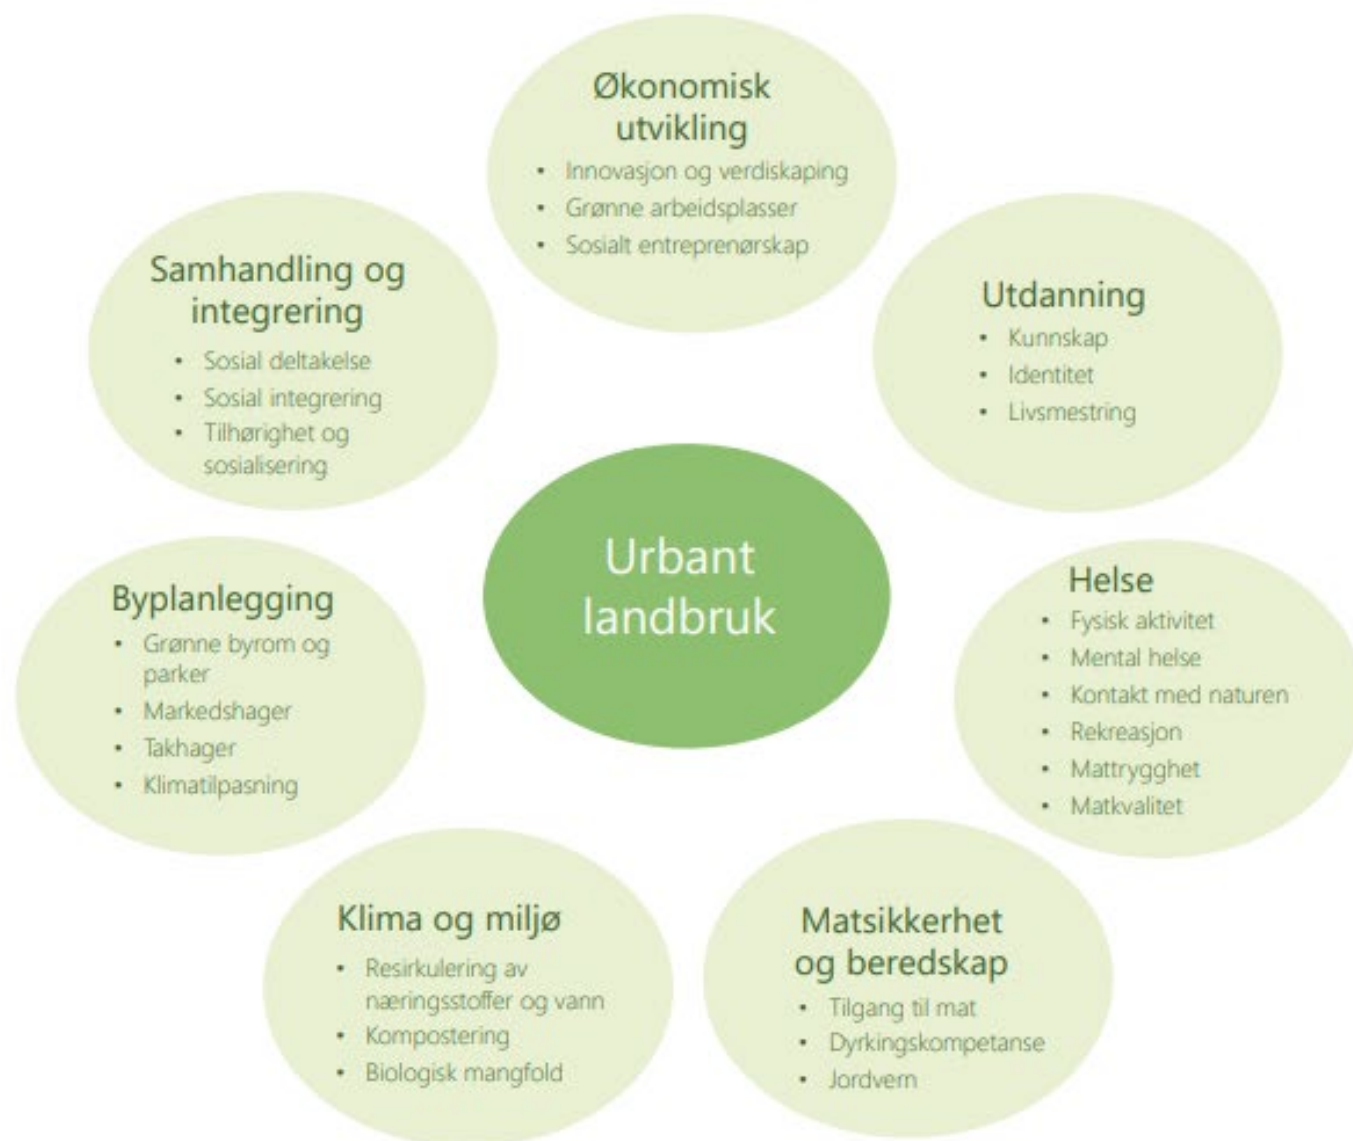 Økonomisk
utvikling
• Innovasjon og verdiskaping
• Grønne arbeidsplasser
• Sosialt entreprenørskap
Utdanning
• Kunnskap
• Identitet
• Livsmestring
Helse
• Fysisk aktivitet
• Mental helse
• Kontakt med naturen
• Rekreasjon
• Mattrygghet
• Matkvalitet
Matsikkerhet
og beredskap
• Tilgang til mat
• Dyrkingskompetanse
• Jordvern
Klima og miljø
• Resirkulering av
næringsstoffer og vann
• Kompostering
• Biologisk mangfold
Byplanlegging
• Grønne byrom og
parker
• Markedshager
• Takhager
• Klimatilpasning
Samhandling og
integrering
• Sosial deltakelse
• Sosial integrering
• Tilhørighet og
sosialisering
Urbant
landbruk